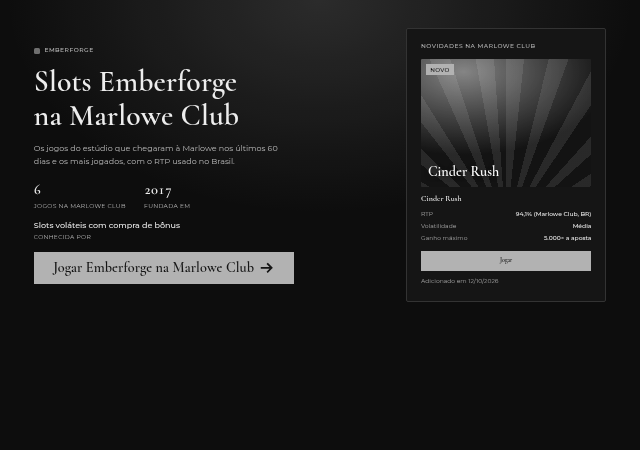 EMBERFORGE
Slots Emberforge
na Marlowe Club
Os jogos do estúdio que chegaram à Marlowe nos últimos 60
dias e os mais jogados, com o RTP usado no Brasil.
6
JOGOS NA MARLOWE CLUB
2017
FUNDADA EM
Slots voláteis com compra de bônus
CONHECIDA POR
Jogar Emberforge na Marlowe Club →
NOVIDADES NA MARLOWE CLUB
NOVO
Cinder Rush
Cinder Rush
RTP 94,1% (Marlowe Club, BR)
Volatilidade Média
Ganho máximo 5.000× a aposta
Jogar
Adicionado em 12/10/2026